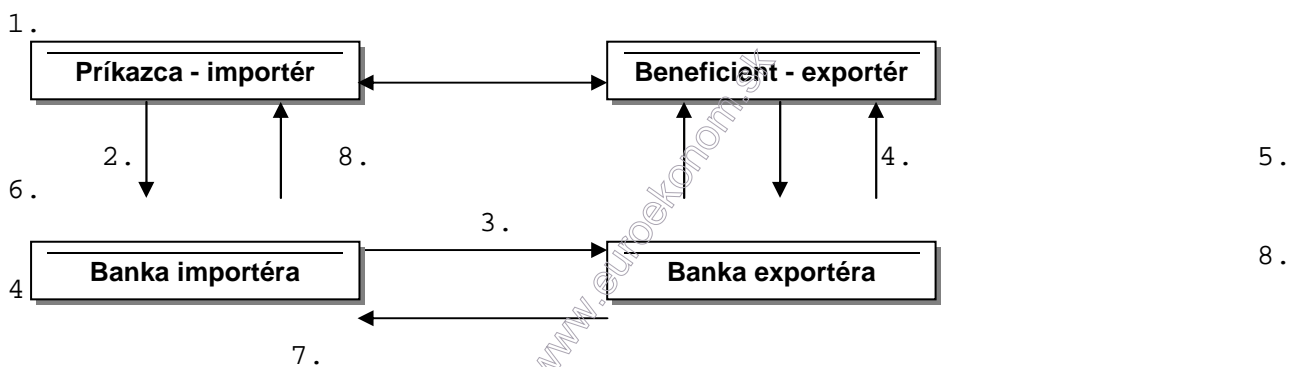 1.
Príkazca - importér Beneficient - exportér
2. 8. 4. 5.
6.
3.
Banka importéra Banka exportéra 8.
4
7.
www.euroekonom.sk